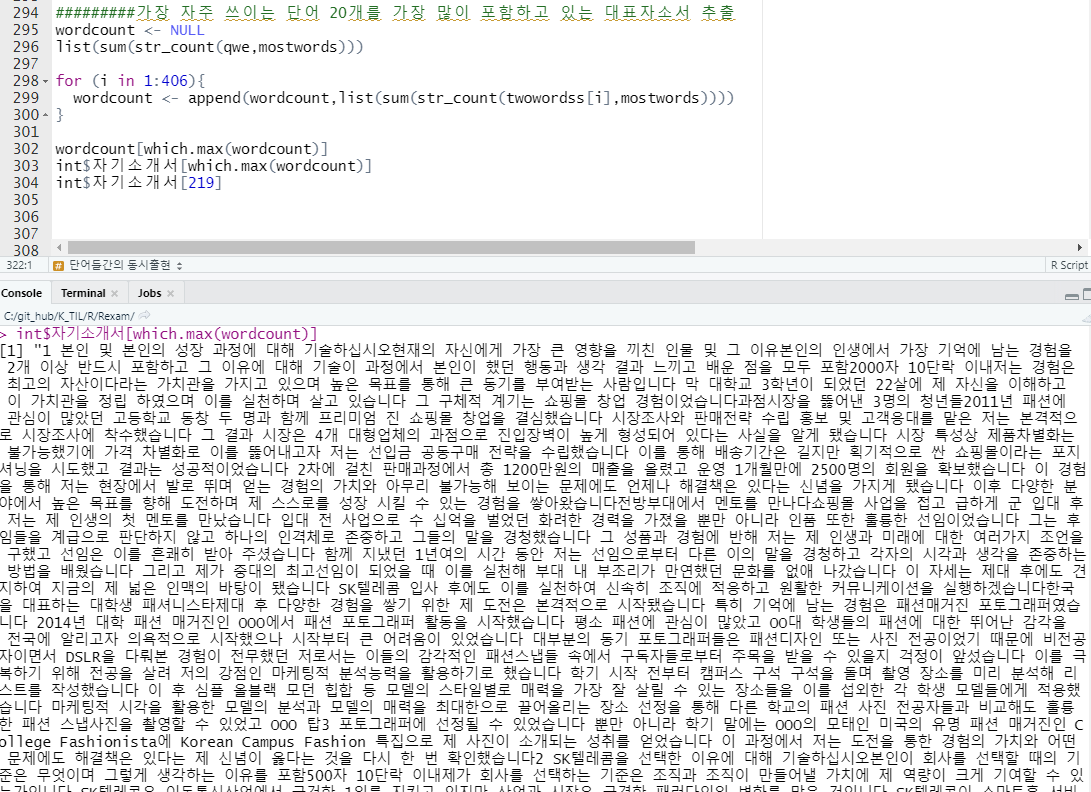 294 #########가장 자주 쓰이는 단어 20개를 가장 많이 포함하고 있는 대표자소서 추출
295 wordcount <- NULL
296 list(sum(str_count(qwe,mostwords)))
297
298 for (i in 1:406){
299 wordcount <- append(wordcount,list(sum(str_count(twowordss[i],mostwords))))
300 }
301
302 wordcount[which.max(wordcount)]
303 int$자기소개서[which.max(wordcount)]
304 int$자기소개서[219]
305
306
307
308
322:1 # 단어들간의 동시출현 R Script
Console Terminal Jobs
C:/git_hub/K_TIL/R/Rexam/
> int$자기소개서[which.max(wordcount)]
[1] "1 본인 및 본인의 성장 과정에 대해 기술하십시오현재의 자신에게 가장 큰 영향을 끼친 인물 및 그 이유본인의 인생에서 가장 기억에 남는 경험을
2개 이상 반드시 포함하고 그 이유에 대해 기술이 과정에서 본인이 했던 행동과 생각 결과 느끼고 배운 점을 모두 포함2000자 10단락 이내저는 경험은
최고의 자산이다라는 가치관을 가지고 있으며 높은 목표를 통해 큰 동기를 부여받는 사람입니다 막 대학교 3학년이 되었던 22살에 제 자신을 이해하고
이 가치관을 정립 하였으며 이를 실천하며 살고 있습니다 그 구체적 계기는 쇼핑몰 창업 경험이었습니다과점시장을 뚫어낸 3명의 청년들2011년 패션에
관심이 많았던 고등학교 동창 두 명과 함께 프리미엄 진 쇼핑몰 창업을 결심했습니다 시장조사와 판매전략 수립 홍보 및 고객응대를 맡은 저는 본격적으
로 시장조사에 착수했습니다 그 결과 시장은 4개 대형업체의 과점으로 진입장벽이 높게 형성되어 있다는 사실을 알게 됐습니다 시장 특성상 제품차별화는
불가능했기에 가격 차별화로 이를 뚫어내고자 저는 선입금 공동구매 전략을 수립했습니다 이를 통해 배송기간은 길지만 획기적으로 싼 쇼핑몰이라는 포지
셔닝을 시도했고 결과는 성공적이었습니다 2차에 걸친 판매과정에서 총 1200만원의 매출을 올렸고 운영 1개월만에 2500명의 회원을 확보했습니다 이 경험
을 통해 저는 현장에서 발로 뛰며 얻는 경험의 가치와 아무리 불가능해 보이는 문제에도 언제나 해결책은 있다는 신념을 가지게 됐습니다 이후 다양한 분
야에서 높은 목표를 향해 도전하며 제 스스로를 성장 시킬 수 있는 경험을 쌓아왔습니다전방부대에서 멘토를 만나다쇼핑몰 사업을 접고 급하게 군 입대 후
저는 제 인생의 첫 멘토를 만났습니다 입대 전 사업으로 수 십억을 벌었던 화려한 경력을 가졌을 뿐만 아니라 인품 또한 훌륭한 선임이었습니다 그는 후
임들을 계급으로 판단하지 않고 하나의 인격체로 존중하고 그들의 말을 경청했습니다 그 성품과 경험에 반해 저는 제 인생과 미래에 대한 여러가지 조언을
구했고 선임은 이를 흔쾌히 받아 주셨습니다 함께 지냈던 1년여의 시간 동안 저는 선임으로부터 다른 이의 말을 경청하고 각자의 시각과 생각을 존중하는
방법을 배웠습니다 그리고 제가 중대의 최고선임이 되었을 때 이를 실천해 부대 내 부조리가 만연했던 문화를 없애 나갔습니다 이 자세는 제대 후에도 견
지하여 지금의 제 넓은 인맥의 바탕이 됐습니다 SK텔레콤 입사 후에도 이를 실천하여 신속히 조직에 적응하고 원활한 커뮤니케이션을 실행하겠습니다한국
을 대표하는 대학생 패셔니스타제대 후 다양한 경험을 쌓기 위한 제 도전은 본격적으로 시작됐습니다 특히 기억에 남는 경험은 패션매거진 포토그래퍼였습
니다 2014년 대학 패션 매거진인 OOO에서 패션 포토그래퍼 활동을 시작했습니다 평소 패션에 관심이 많았고 OO대 학생들의 패션에 대한 뛰어난 감각을
전국에 알리고자 의욕적으로 시작했으나 시작부터 큰 어려움이 있었습니다 대부분의 동기 포토그래퍼들은 패션디자인 또는 사진 전공이었기 때문에 비전공
자이면서 DSLR을 다뤄본 경험이 전무했던 저로서는 이들의 감각적인 패션스냅들 속에서 구독자들로부터 주목을 받을 수 있을지 걱정이 앞섰습니다 이를 극
복하기 위해 전공을 살려 저의 강점인 마케팅적 분석능력을 활용하기로 했습니다 학기 시작 전부터 캠퍼스 구석 구석을 돌며 촬영 장소를 미리 분석해 리
스트를 작성했습니다 이 후 심플 올블랙 모던 힙합 등 모델의 스타일별로 매력을 가장 잘 살릴 수 있는 장소들을 이를 섭외한 각 학생 모델들에게 적용했
습니다 마케팅적 시각을 활용한 모델의 분석과 모델의 매력을 최대한으로 끌어올리는 장소 선정을 통해 다른 학교의 패션 사진 전공자들과 비교해도 훌륭
한 패션 스냅사진을 촬영할 수 있었고 OOO 탑3 포토그래퍼에 선정될 수 있었습니다 뿐만 아니라 학기 말에는 OOO의 모태인 미국의 유명 패션 매거진인 C
ollege Fashionista에 Korean Campus Fashion 특집으로 제 사진이 소개되는 성취를 얻었습니다 이 과정에서 저는 도전을 통한 경험의 가치와 어떤
문제에도 해결책은 있다는 제 신념이 옳다는 것을 다시 한 번 확인했습니다2 SK텔레콤을 선택한 이유에 대해 기술하십시오본인이 회사를 선택할 때의 기
준은 무엇이며 그렇게 생각하는 이유를 포함500자 10단락 이내제가 회사를 선택하는 기준은 조직과 조직이 만들어낼 가치에 제 역량이 크게 기여할 수 있